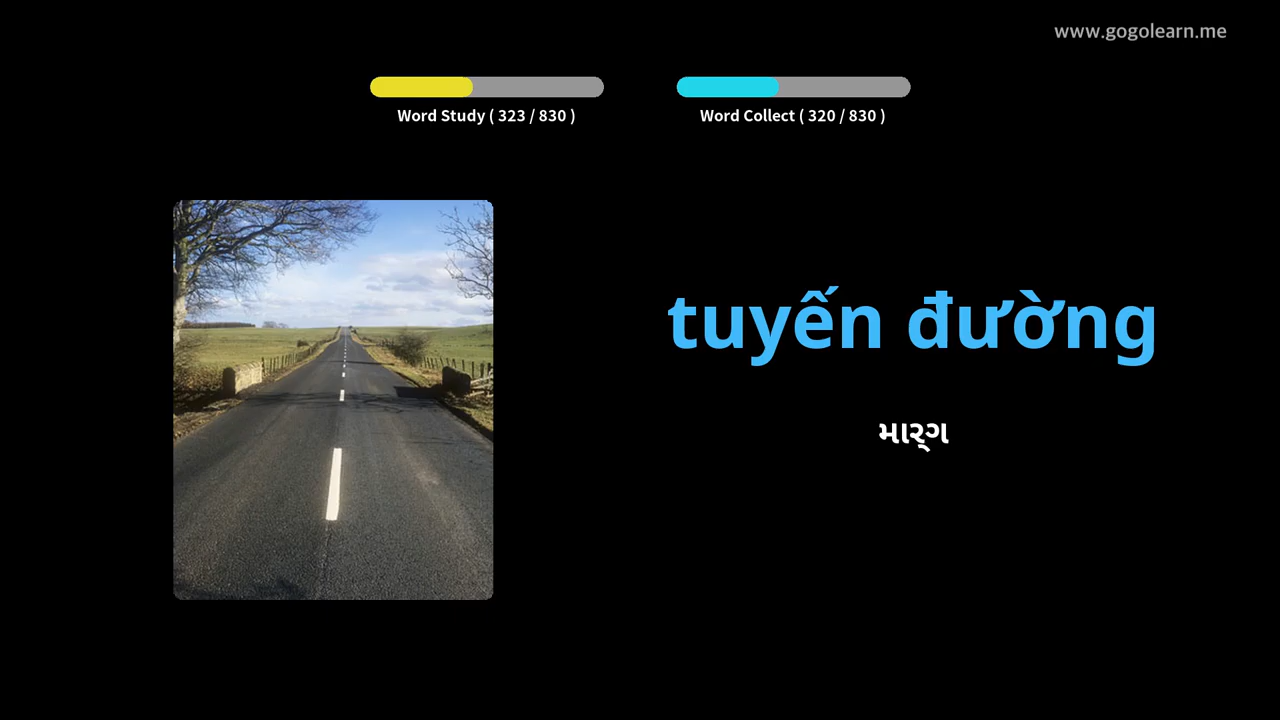 www.gogolearn.me
Word Study ( 323 / 830 )
Word Collect ( 320 / 830 )
tuyến đường
માર્ગ